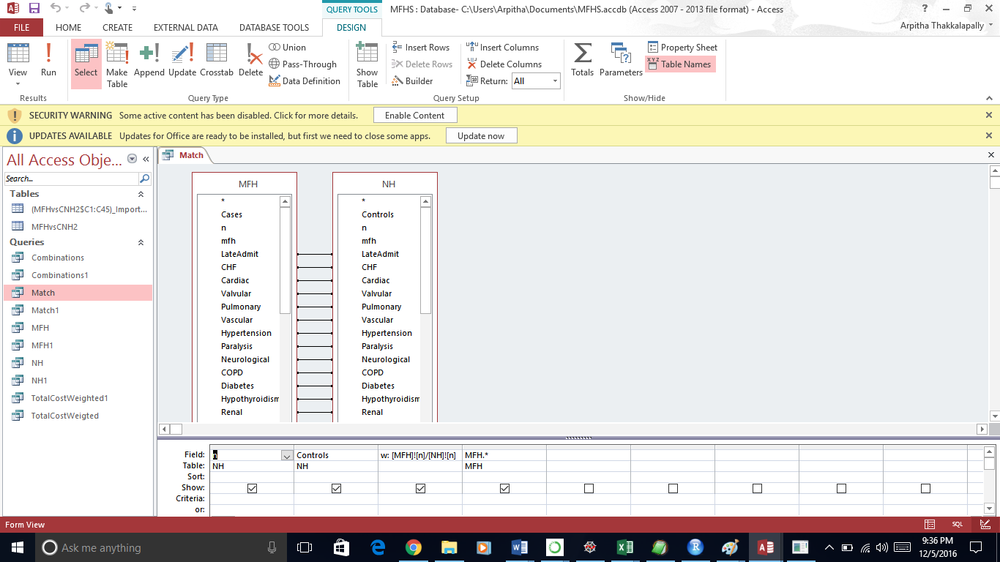 QUERY TOOLS
MFHS : Database- C:\Users\Arpitha\Documents\MFHS.accdb (Access 2007 - 2013 file format) - Access
?
FILE HOME CREATE EXTERNAL DATA DATABASE TOOLS DESIGN
Arpitha Thakkalapally
View
Run
Results
Select
Make Table
Append
Update
Crosstab
Delete
Union
Pass-Through
Data Definition
Query Type
Show Table
Insert Rows
Delete Rows
Builder
Insert Columns
Delete Columns
Return: All
Query Setup
Totals
Parameters
Property Sheet
XYZ Table Names
Show/Hide
SECURITY WARNING Some active content has been disabled. Click for more details. Enable Content
UPDATES AVAILABLE Updates for Office are ready to be installed, but first we need to close some apps. Update now
All Access Obje...
Search...
Tables
(MFHvsCNH2$C1:C45)_Import...
MFHvsCNH2
Queries
Combinations
Combinations1
Match
Match1
MFH
MFH1
NH
NH1
TotalCostWeighted1
TotalCostWeigted
Match
MFH
*
Cases
n
mfh
LateAdmit
CHF
Cardiac
Valvular
Pulmonary
Vascular
Hypertension
Paralysis
Neurological
COPD
Diabetes
Hypothyroidism
Renal
NH
*
Controls
n
mfh
LateAdmit
CHF
Cardiac
Valvular
Pulmonary
Vascular
Hypertension
Paralysis
Neurological
COPD
Diabetes
Hypothyroidism
Renal
Field: n Controls w: [MFH]![n]/[NH]![n] MFH.*
Table: NH NH MFH
Sort:
Show:
Criteria:
or:
Form View
SQL
Ask me anything
9:36 PM
12/5/2016